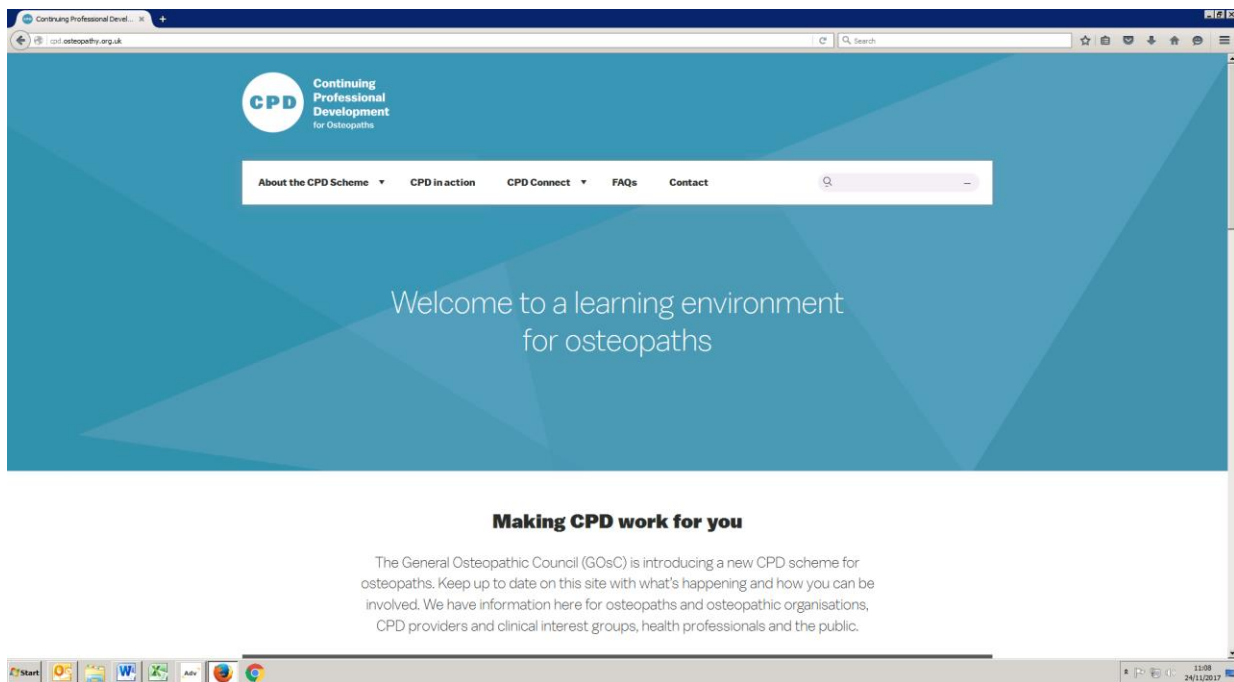 Continuing Professional Devel...
cpd.osteopathy.org.uk
Search
CPD
Continuing
Professional
Development
for Osteopaths
About the CPD Scheme
CPD in action
CPD Connect
FAQs
Contact
Welcome to a learning environment
for osteopaths
Making CPD work for you
The General Osteopathic Council (GOsC) is introducing a new CPD scheme for
osteopaths. Keep up to date on this site with what's happening and how you can be
involved. We have information here for osteopaths and osteopathic organisations,
CPD providers and clinical interest groups, health professionals and the public.
Start
Adv
11:08
24/11/2017